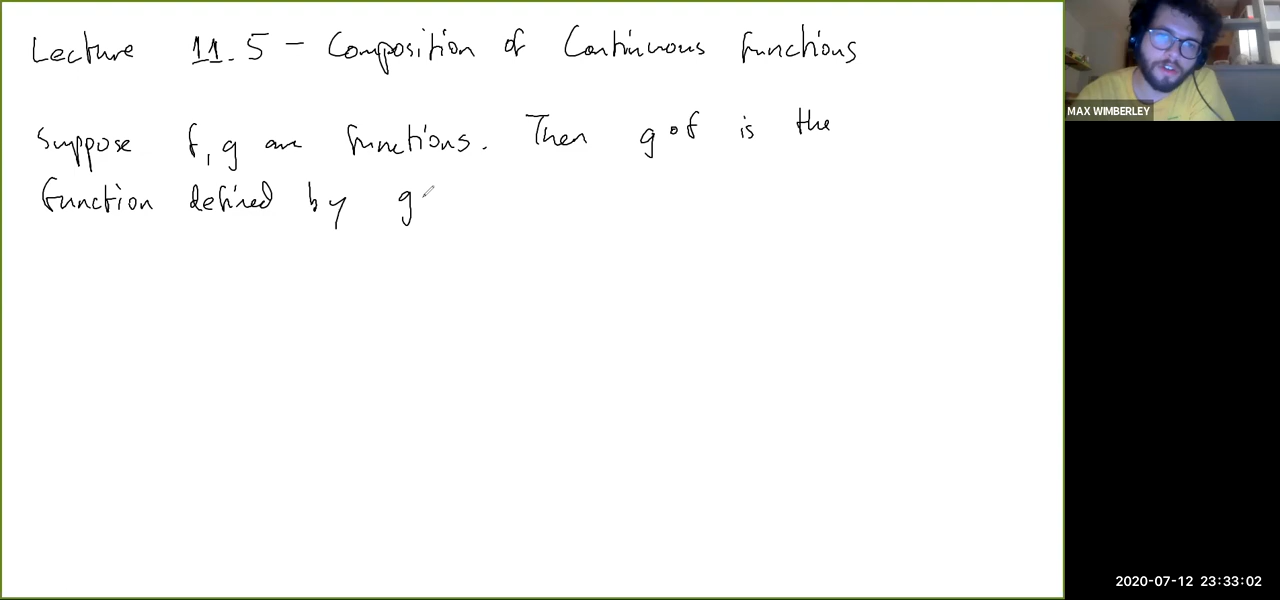 Lecture 11.5 - Composition of Continuous functions
Suppose f, g are functions. Then g∘f is the
function defined by g
MAX WIMBERLEY
2020-07-12 23:33:02